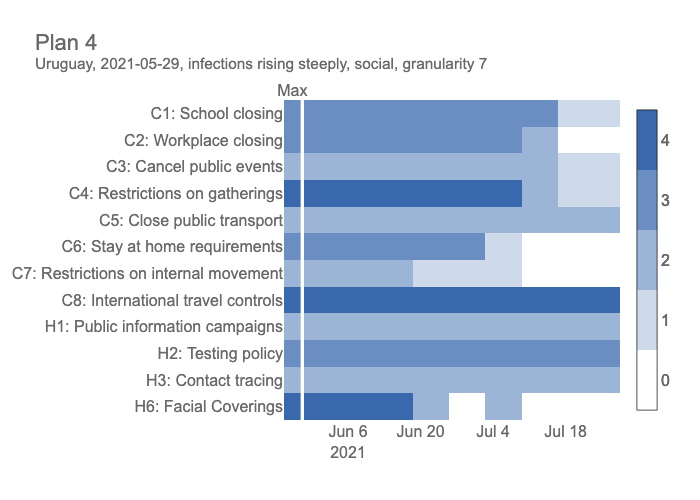 Plan 4
Uruguay, 2021-05-29, infections rising steeply, social, granularity 7
Max
C1: School closing
C2: Workplace closing
C3: Cancel public events
C4: Restrictions on gatherings
C5: Close public transport
C6: Stay at home requirements
C7: Restrictions on internal movement
C8: International travel controls
H1: Public information campaigns
H2: Testing policy
H3: Contact tracing
H6: Facial Coverings
4
3
2
1
0
Jun 6 Jun 20 Jul 4 Jul 18
2021